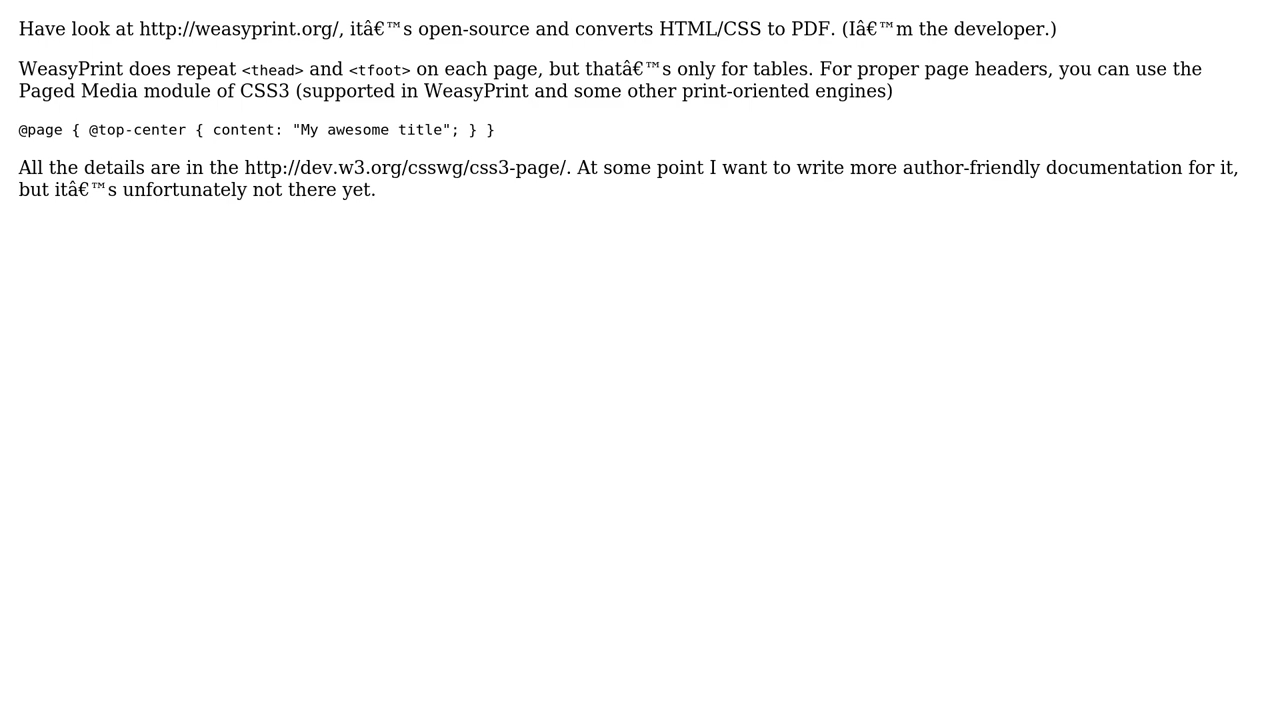 Have look at http://weasyprint.org/, itâ€™s open-source and converts HTML/CSS to PDF. (Iâ€™m the developer.)
WeasyPrint does repeat <thead> and <tfoot> on each page, but thatâ€™s only for tables. For proper page headers, you can use the
Paged Media module of CSS3 (supported in WeasyPrint and some other print-oriented engines)
@page { @top-center { content: "My awesome title"; } }
All the details are in the http://dev.w3.org/csswg/css3-page/. At some point I want to write more author-friendly documentation for it,
but itâ€™s unfortunately not there yet.